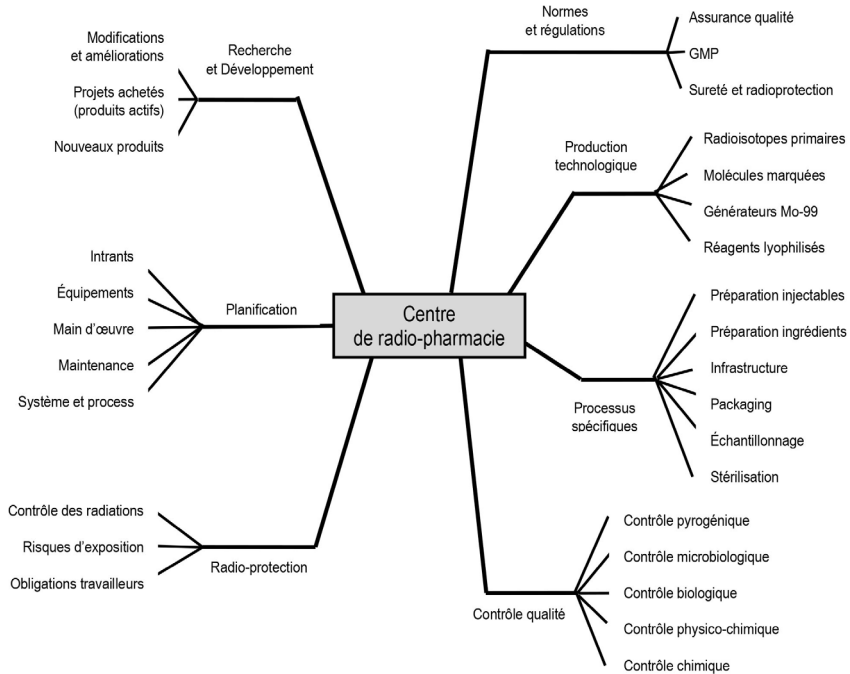 Centre
de radio-pharmacie
Recherche
et Développement
Modifications
et améliorations
Projets achetés
(produits actifs)
Nouveaux produits
Planification
Intrants
Équipements
Main d'œuvre
Maintenance
Système et process
Radio-protection
Contrôle des radiations
Risques d'exposition
Obligations travailleurs
Normes
et régulations
Assurance qualité
GMP
Sureté et radioprotection
Production
technologique
Radioisotopes primaires
Molécules marquées
Générateurs Mo-99
Réagents lyophilisés
Processus
spécifiques
Préparation injectables
Préparation ingrédients
Infrastructure
Packaging
Échantillonnage
Stérilisation
Contrôle qualité
Contrôle pyrogénique
Contrôle microbiologique
Contrôle biologique
Contrôle physico-chimique
Contrôle chimique